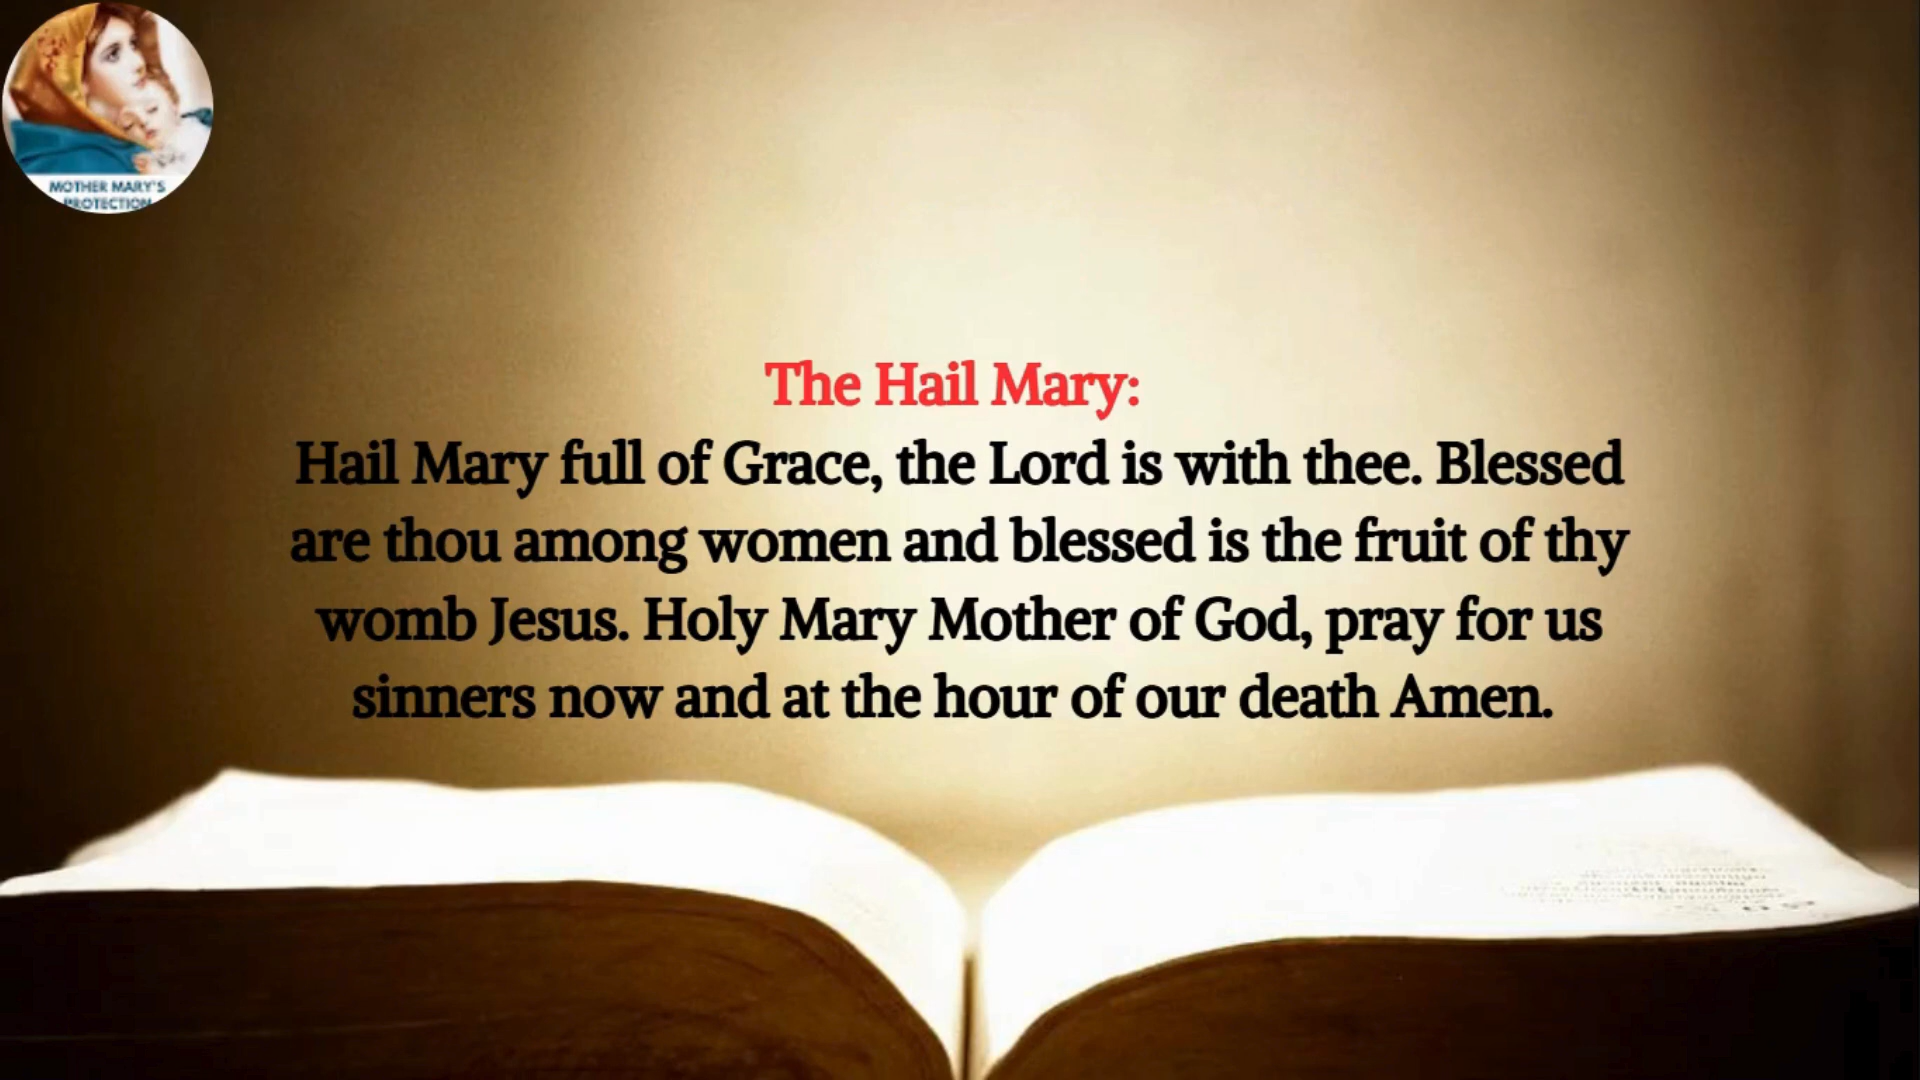 MOTHER MARY'S
PROTECTION
The Hail Mary:
Hail Mary full of Grace, the Lord is with thee. Blessed
are thou among women and blessed is the fruit of thy
womb Jesus. Holy Mary Mother of God, pray for us
sinners now and at the hour of our death Amen.